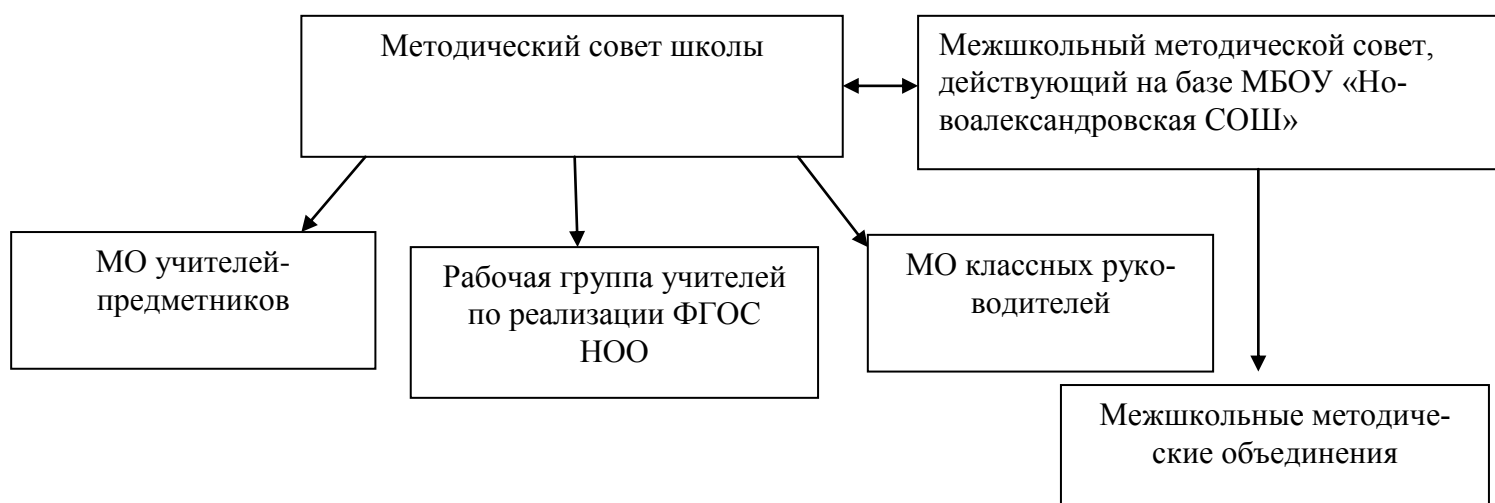 Методический совет школы
Межшкольный методической совет,
действующий на базе МБОУ «Но-
воалександровская СОШ»
МО учителей-
предметников
Рабочая группа учителей
по реализации ФГОС
НОО
МО классных руко-
водителей
Межшкольные методиче-
ские объединения